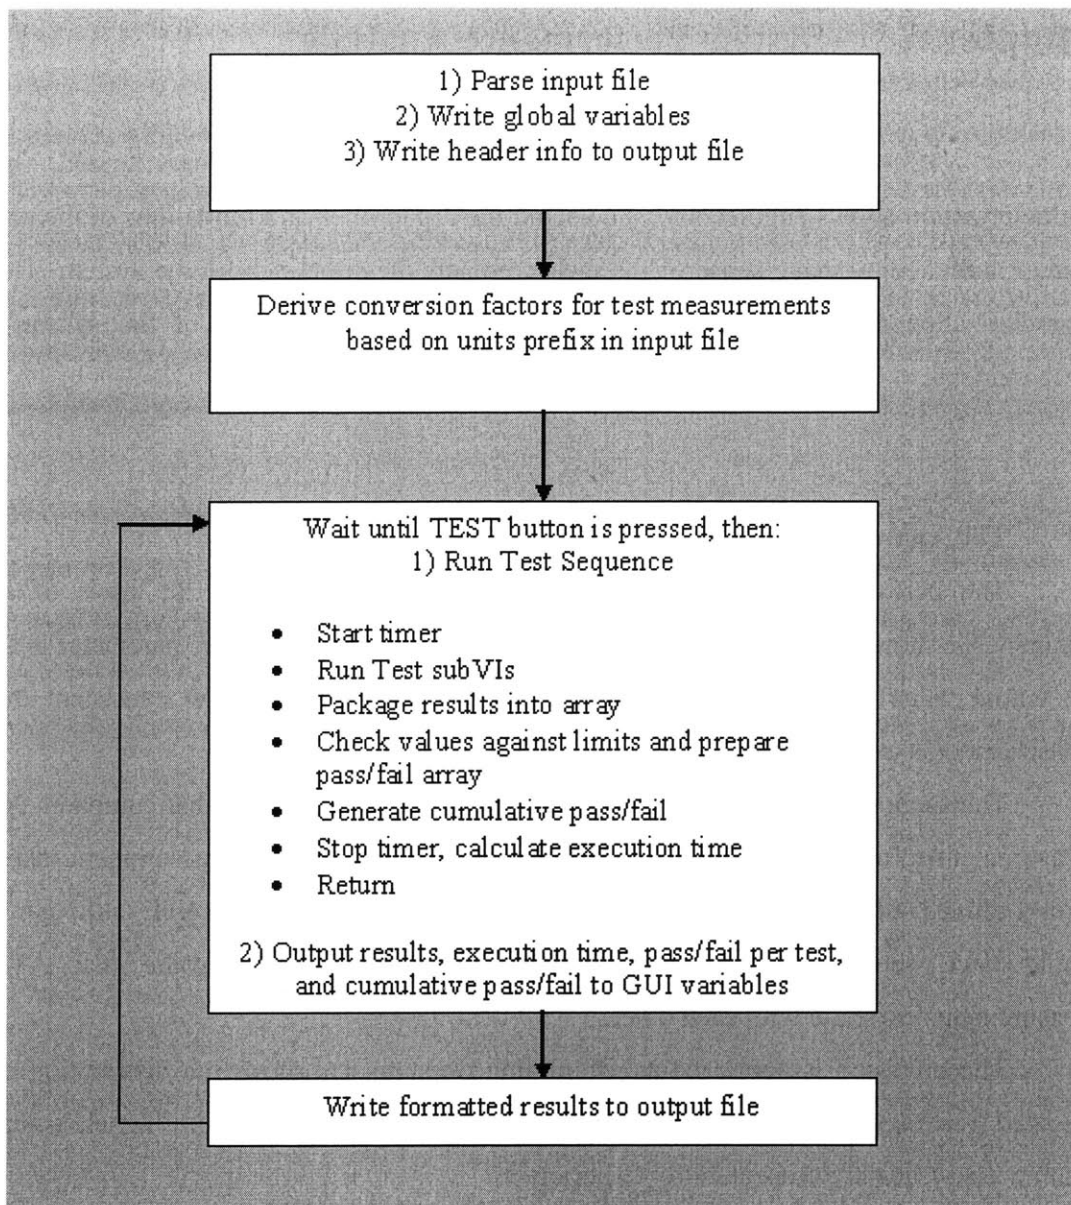 1) Parse input file
2) Write global variables
3) Write header info to output file
Derive conversion factors for test measurements
based on units prefix in input file
Wait until TEST button is pressed, then:
1) Run Test Sequence
• Start timer
• Run Test subVIs
• Package results into array
• Check values against limits and prepare
pass/fail array
• Generate cumulative pass/fail
• Stop timer, calculate execution time
• Return
2) Output results, execution time, pass/fail per test,
and cumulative pass/fail to GUI variables
Write formatted results to output file